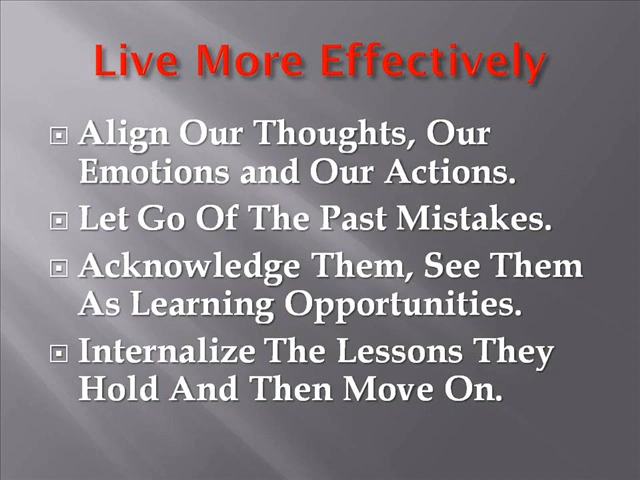 Live More Effectively
Align Our Thoughts, Our
Emotions and Our Actions.
Let Go Of The Past Mistakes.
Acknowledge Them, See Them
As Learning Opportunities.
Internalize The Lessons They
Hold And Then Move On.